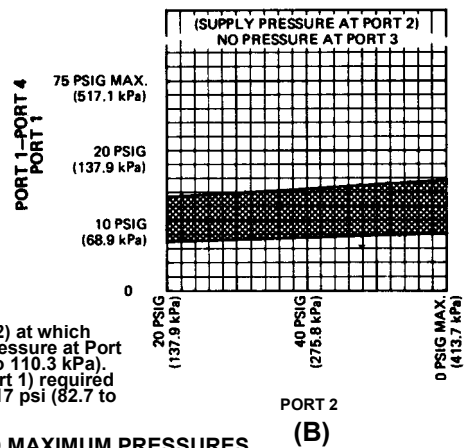 (SUPPLY PRESSURE AT PORT 2)
NO PRESSURE AT PORT 3
PORT 1–PORT 4
PORT 1
75 PSIG MAX.
(517.1 kPa)
20 PSIG
(137.9 kPa)
10 PSIG
(68.9 kPa)
0
20 PSIG
(137.9 kPa)
40 PSIG
(275.8 kPa)
0 PSIG MAX.
(413.7 kPa)
2) at which
essure at Port
o 110.3 kPa).
rt 1) required
17 psi (82.7 to
PORT 2
(B)
MAXIMUM PRESSURES